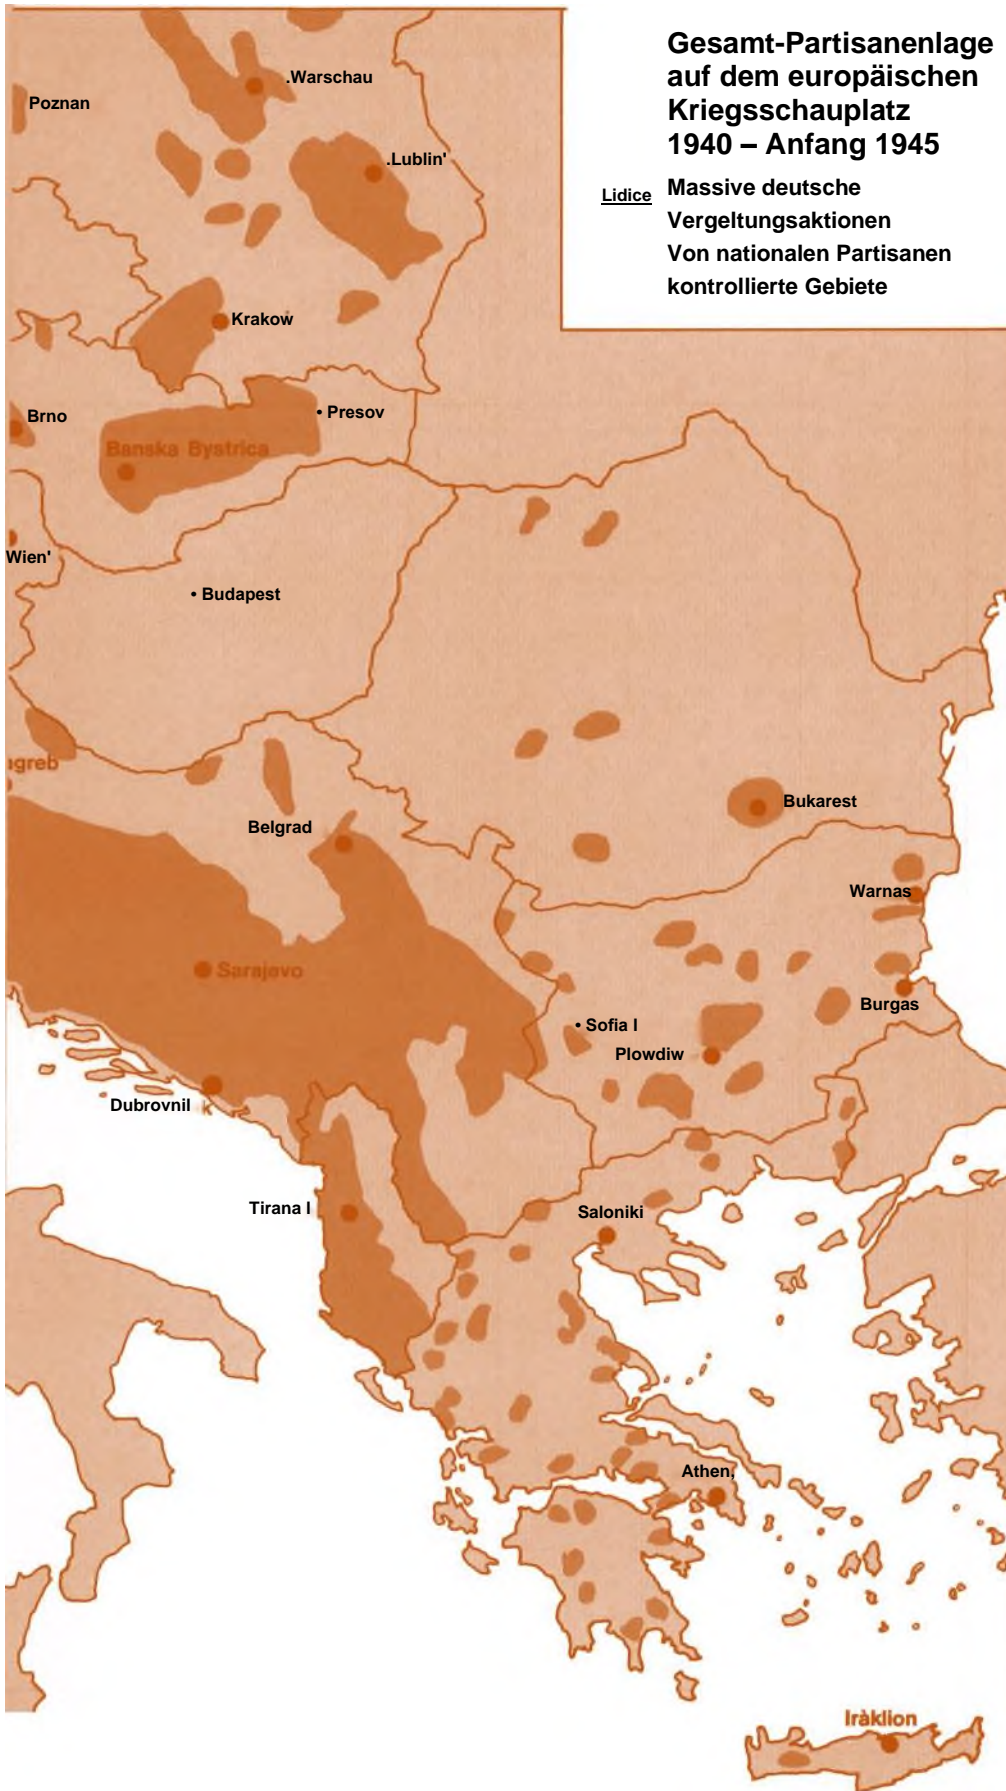 Gesamt-Partisanenlage
auf dem europäischen
Kriegsschauplatz
1940 – Anfang 1945
Lidice Massive deutsche
Vergeltungsaktionen
Von nationalen Partisanen
kontrollierte Gebiete
.Warschau
Poznan
.Lublin'
Krakow
Brno
• Presov
Banska Bystrica
Wien'
• Budapest
agreb
Bukarest
Belgrad
Warnas
Sarajevo
Burgas
• Sofia I
Plowdiw
Dubrovnil k
Tirana I
Saloniki
Athen,
Iràklion